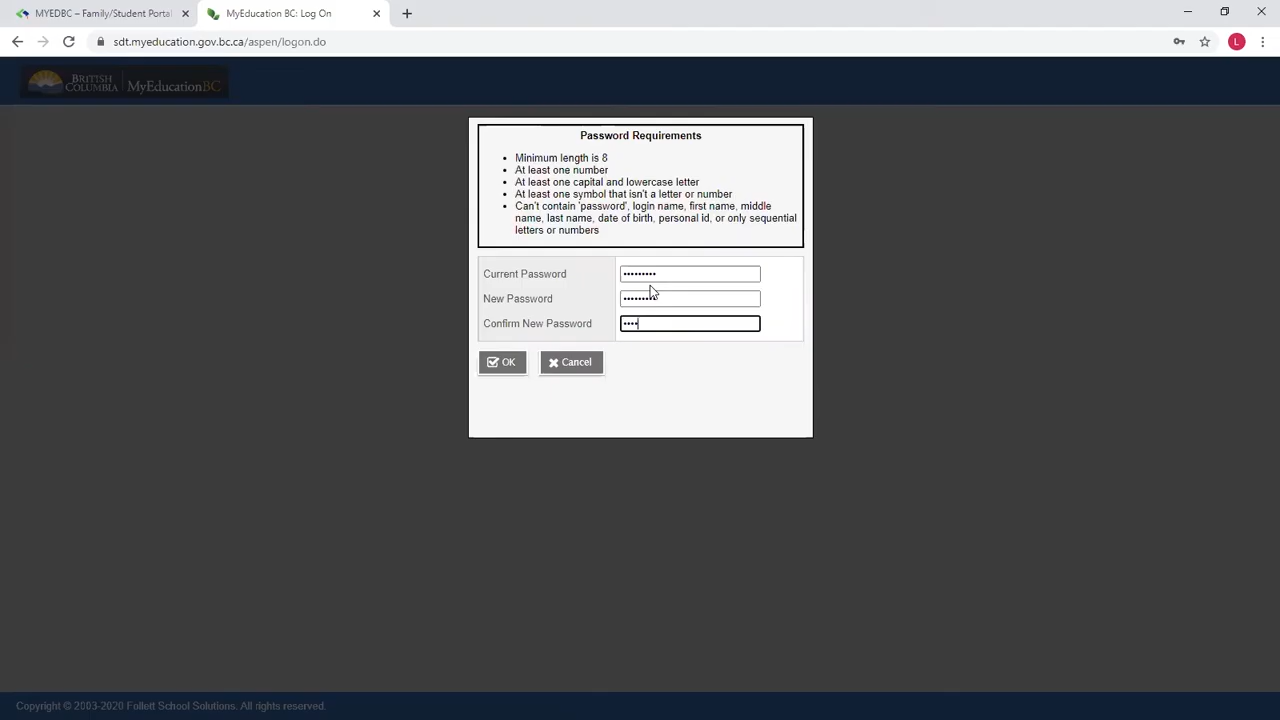 MYEDBC – Family/Student Portal
MyEducation BC: Log On
sdt.myeducation.gov.bc.ca/aspen/logon.do
L
BRITISH COLUMBIA MyEducationBC
Password Requirements
• Minimum length is 8
• At least one number
• At least one capital and lowercase letter
• At least one symbol that isn't a letter or number
• Can't contain 'password', login name, first name, middle
name, last name, date of birth, personal id, or only sequential
letters or numbers
Current Password
New Password
Confirm New Password
OK Cancel
Copyright © 2003-2020 Follett School Solutions. All rights reserved.